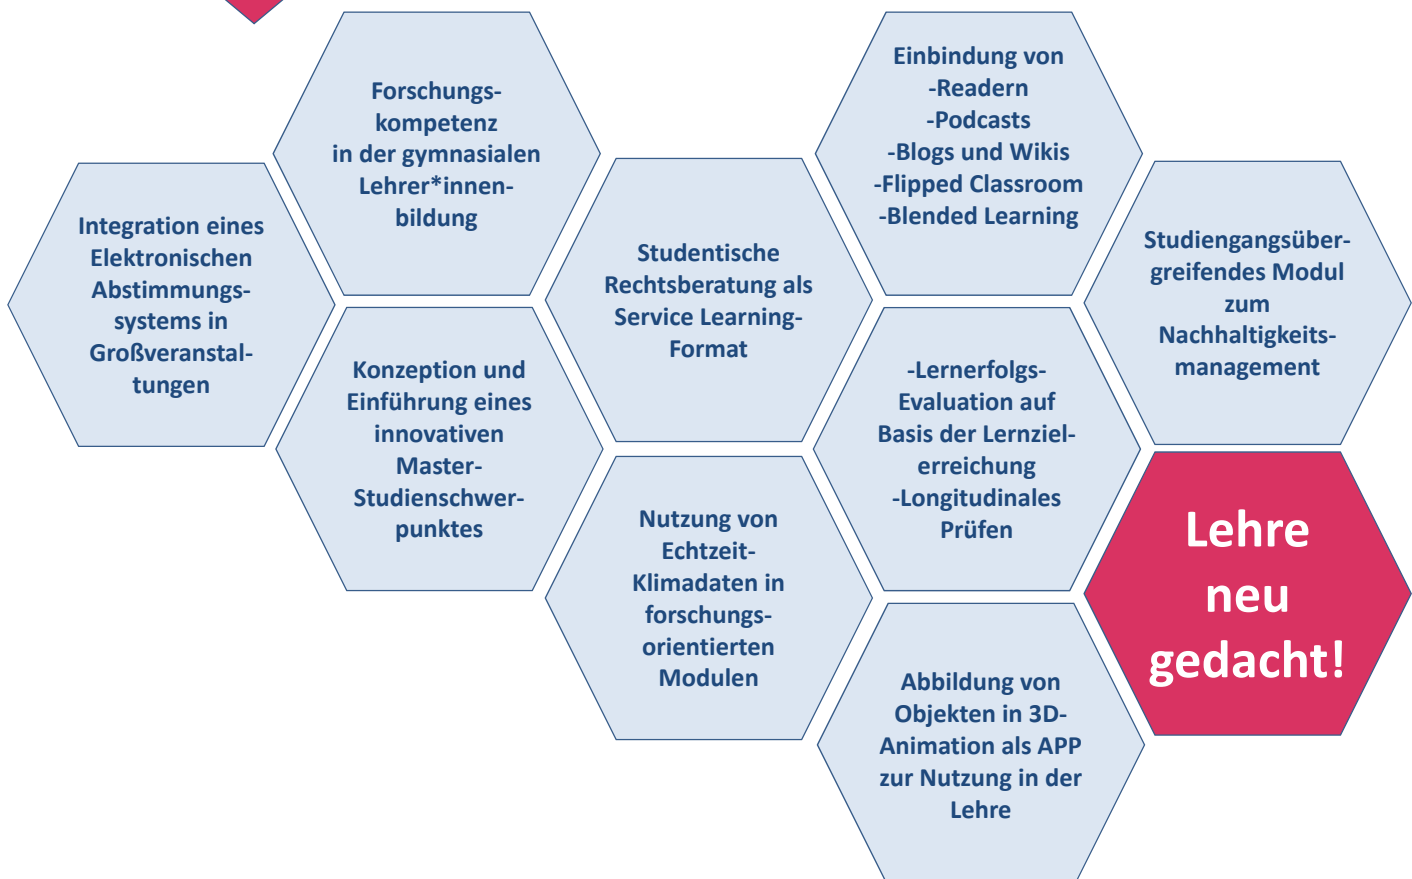 Integration eines
Elektronischen
Abstimmungs-
systems in
Großveranstal-
tungen
Forschungs-
kompetenz
in der gymnasialen
Lehrer*innen-
bildung
Konzeption und
Einführung eines
innovativen
Master-
Studienschwer-
punktes
Studentische
Rechtsberatung als
Service Learning-
Format
Nutzung von
Echtzeit-
Klimadaten in
forschungs-
orientierten
Modulen
Einbindung von
-Readern
-Podcasts
-Blogs und Wikis
-Flipped Classroom
-Blended Learning
-Lernerfolgs-
Evaluation auf
Basis der Lernziel-
erreichung
-Longitudinales
Prüfen
Abbildung von
Objekten in 3D-
Animation als APP
zur Nutzung in der
Lehre
Studiengangsüber-
greifendes Modul
zum
Nachhaltigkeits-
management
Lehre
neu
gedacht!